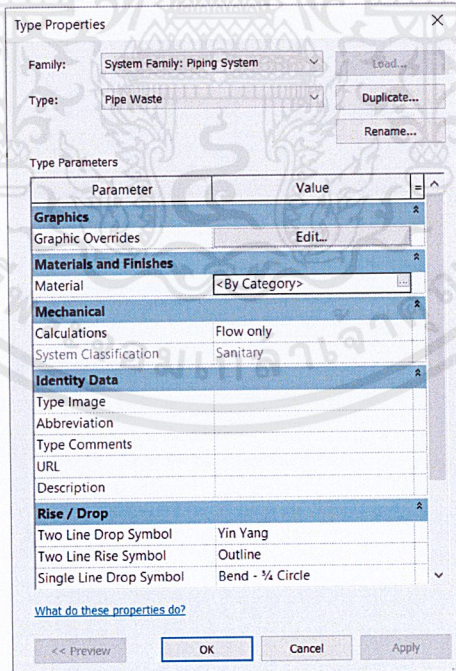 Type Properties
Family: System Family: Piping System Load...
Type: Pipe Waste Duplicate...
Rename...
Type Parameters
Parameter Value =
Graphics
Graphic Overrides Edit...
Materials and Finishes
Material <By Category>
Mechanical
Calculations Flow only
System Classification Sanitary
Identity Data
Type Image
Abbreviation
Type Comments
URL
Description
Rise / Drop
Two Line Drop Symbol Yin Yang
Two Line Rise Symbol Outline
Single Line Drop Symbol Bend - ¾ Circle
What do these properties do?
<< Preview OK Cancel Apply